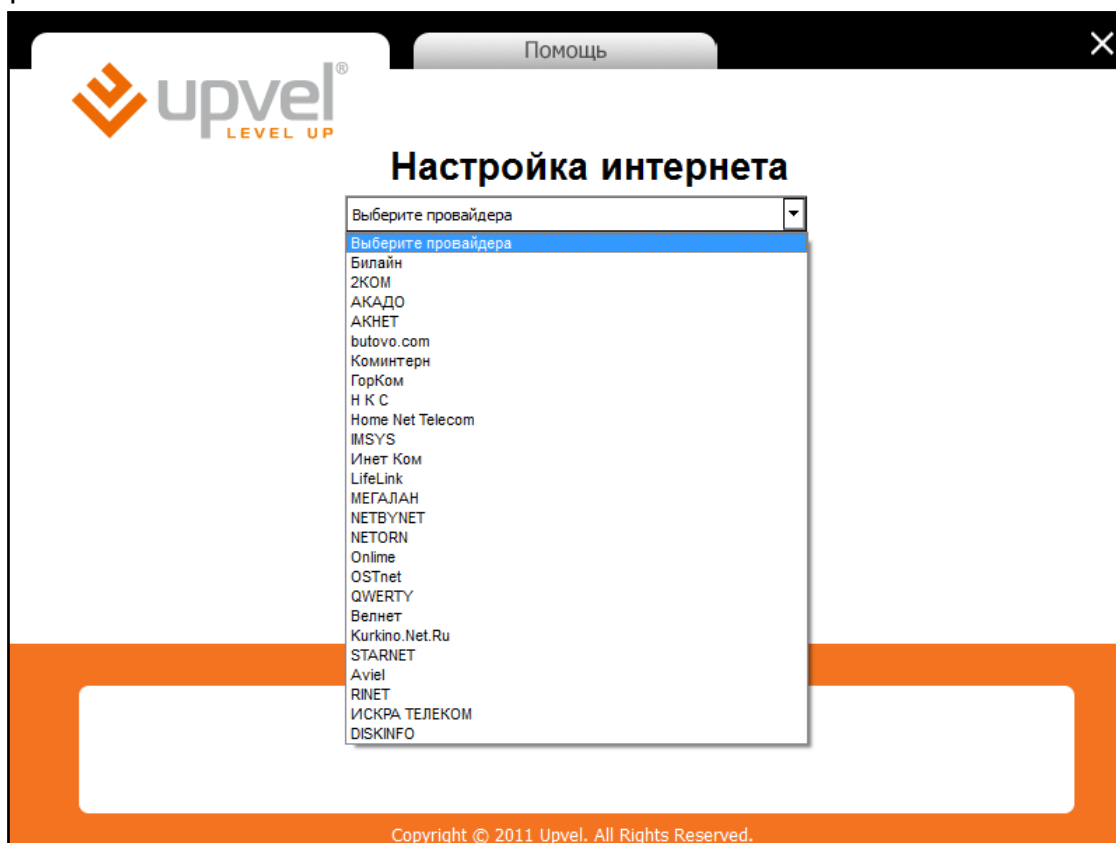 Помощь
upvel®
LEVEL UP
Настройка интернета
Выберите провайдера
Выберите провайдера
Билайн
2КОМ
АКАДО
АКНЕТ
butovo.com
Коминтерн
ГорКом
Н К С
Home Net Telecom
IMSYS
Инет Ком
LifeLink
МЕГАЛАН
NETBYNET
NETORN
Onlime
OSTnet
QWERTY
Велнет
Kurkino.Net.Ru
STARNET
Aviel
RINET
ИСКРА ТЕЛЕКОМ
DISKINFO
Copyright © 2011 Upvel. All Rights Reserved.